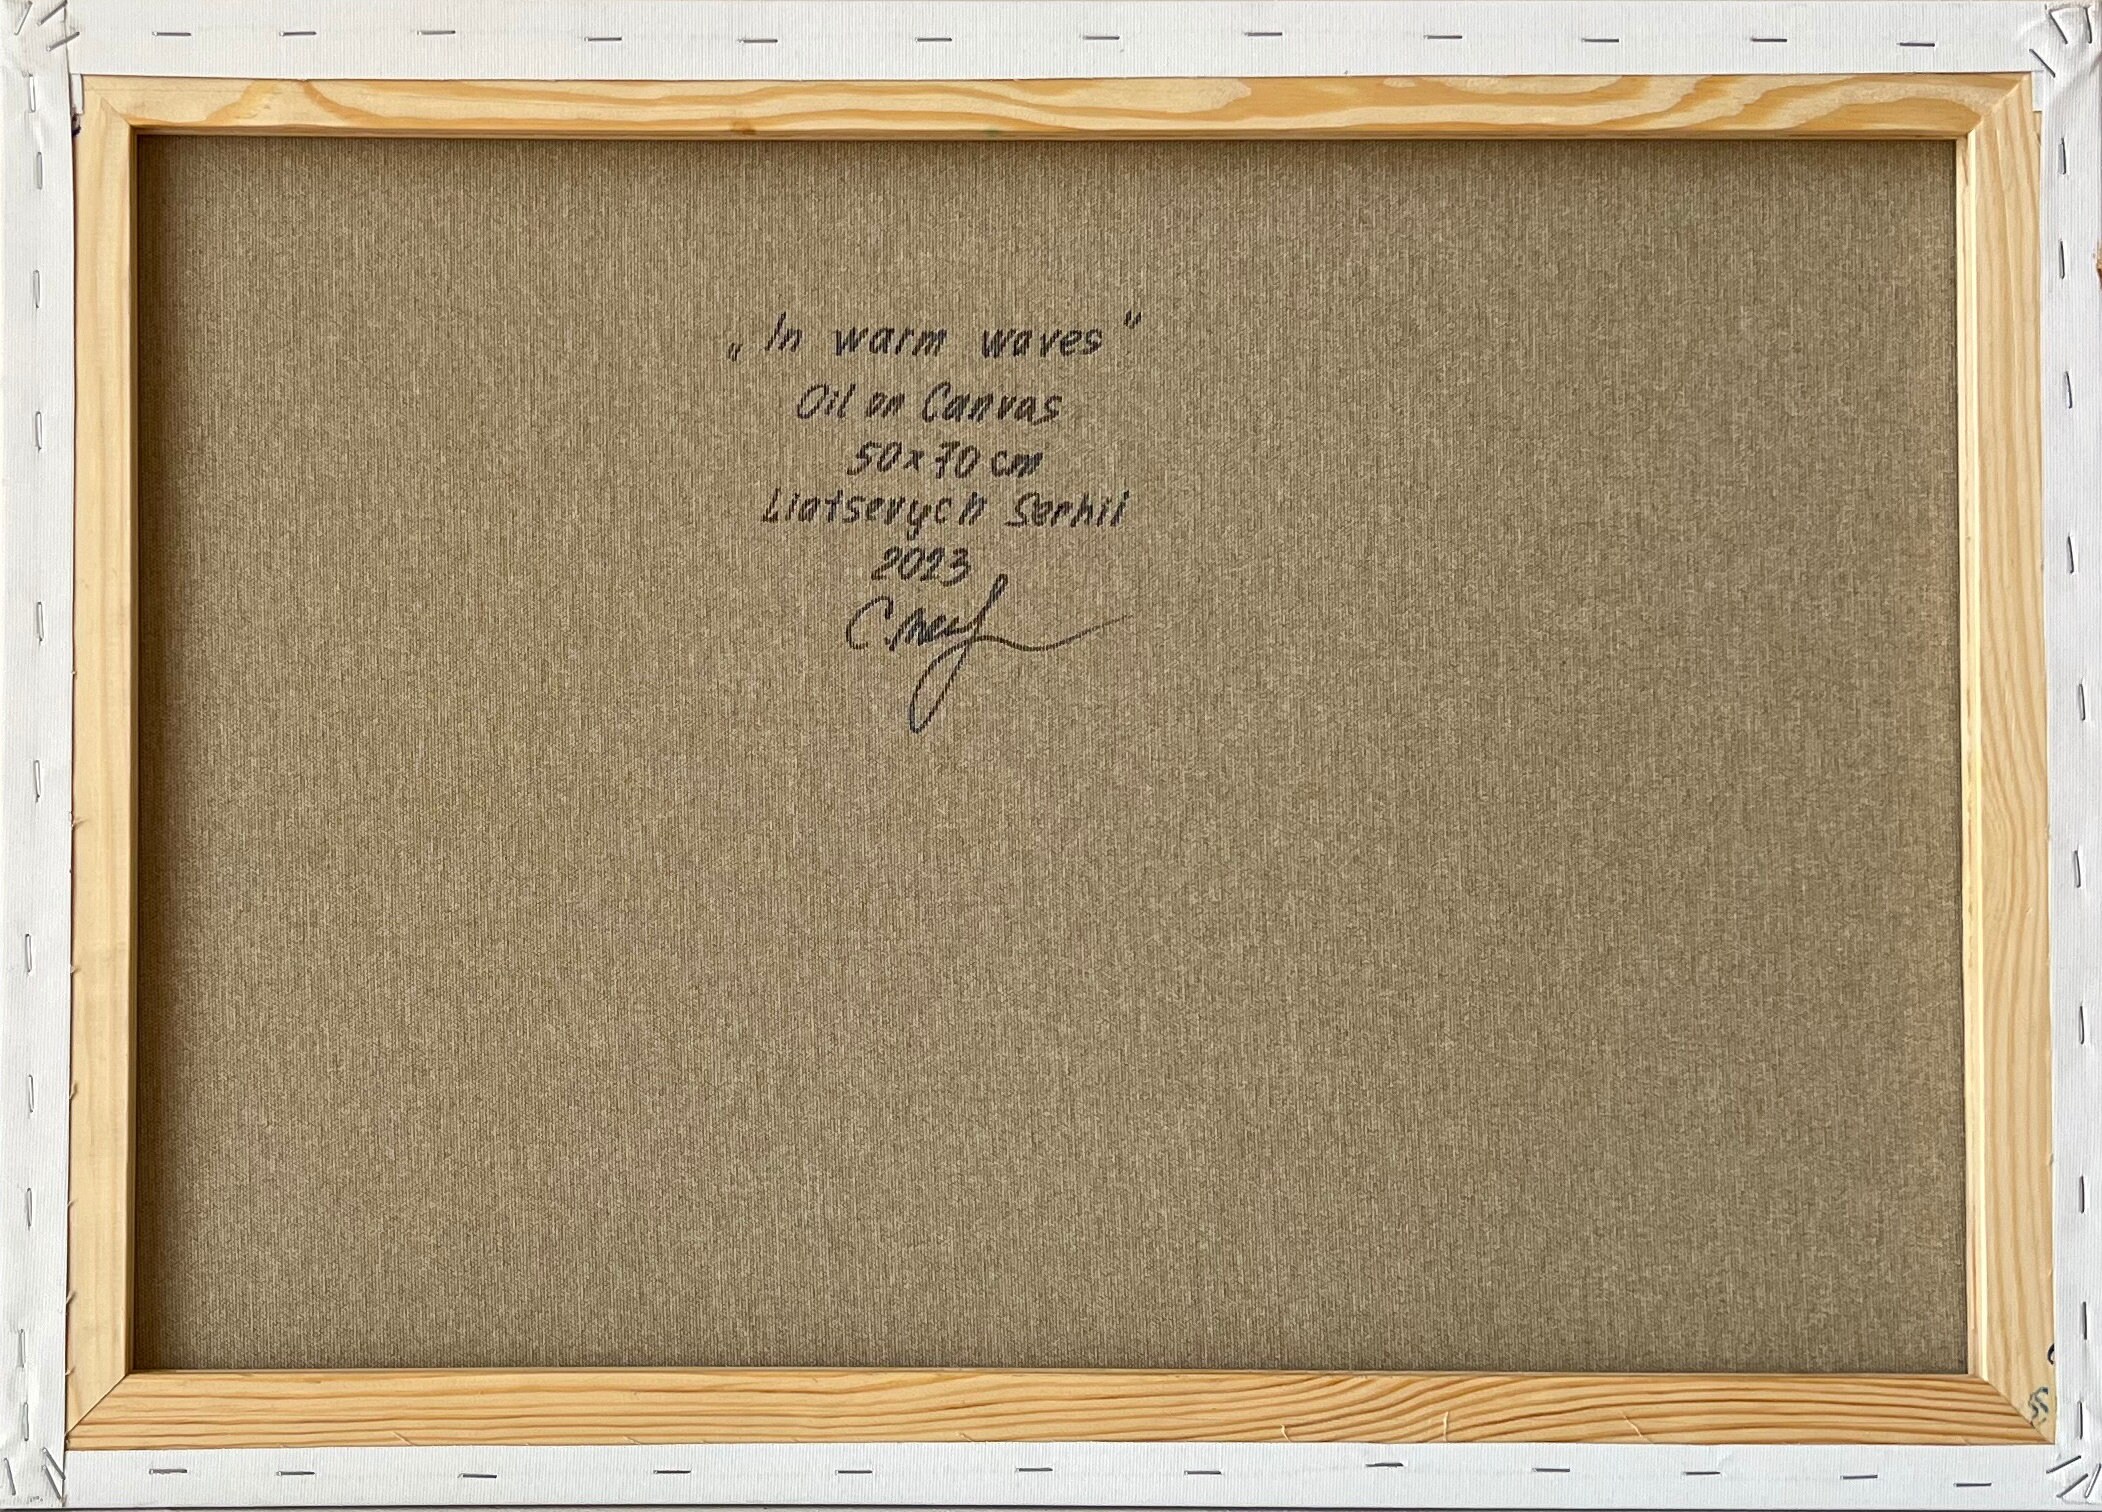 „In warm waves"
Oil on Canvas
50x70 cm
Liatsevych Serhii
2023